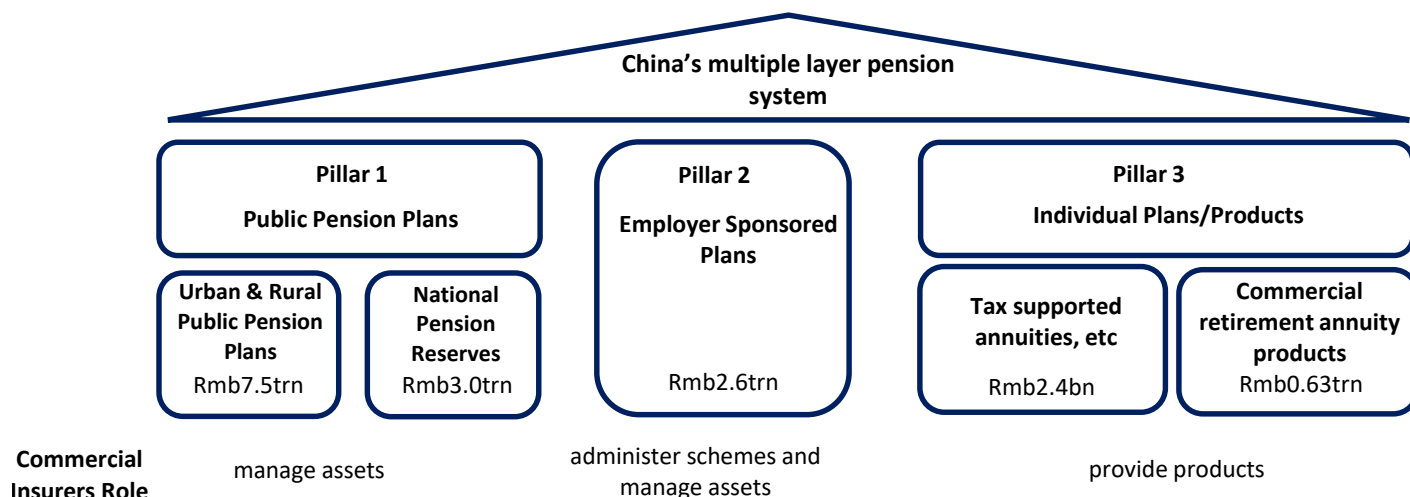 China's multiple layer pension
system
Pillar 1
Public Pension Plans
Pillar 2
Employer Sponsored
Plans
Pillar 3
Individual Plans/Products
Urban & Rural
Public Pension
Plans
Rmb7.5trn
National
Pension
Reserves
Rmb3.0trn
Rmb2.6trn
Tax supported
annuities, etc
Rmb2.4bn
Commercial
retirement annuity
products
Rmb0.63trn
Commercial
Insurers Role
manage assets
administer schemes and
manage assets
provide products